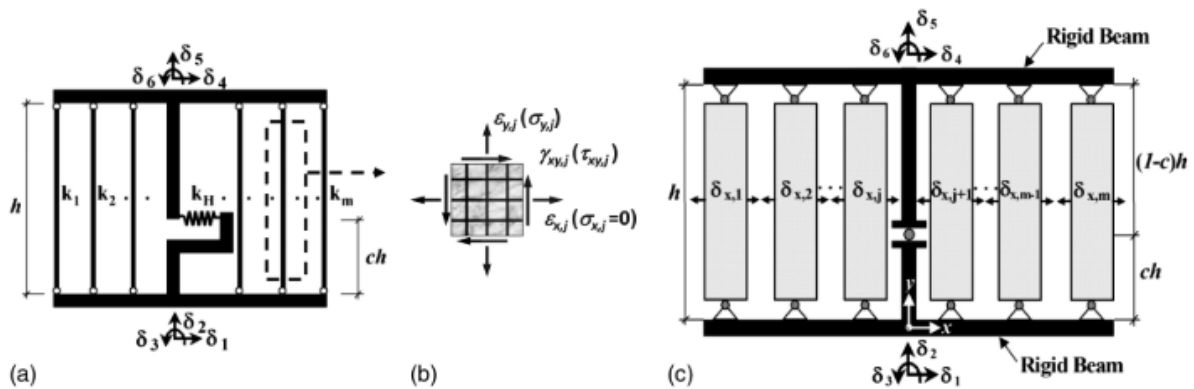 δ5
δ6 δ4
h
k1 k2 . . kH . . . km
ch
δ2
δ3 δ1
(a)
εy,j (σy,j)
γxy,j (τxy,j)
εx,j (σx,j=0)
(b)
δ5
δ6 δ4
Rigid Beam
h
δx,1 δx,2 ..... δx,j δx,j+1 ..... δx,m-1 δx,m
(1-c)h
ch
y
x
δ2
δ3 δ1
Rigid Beam
(c)